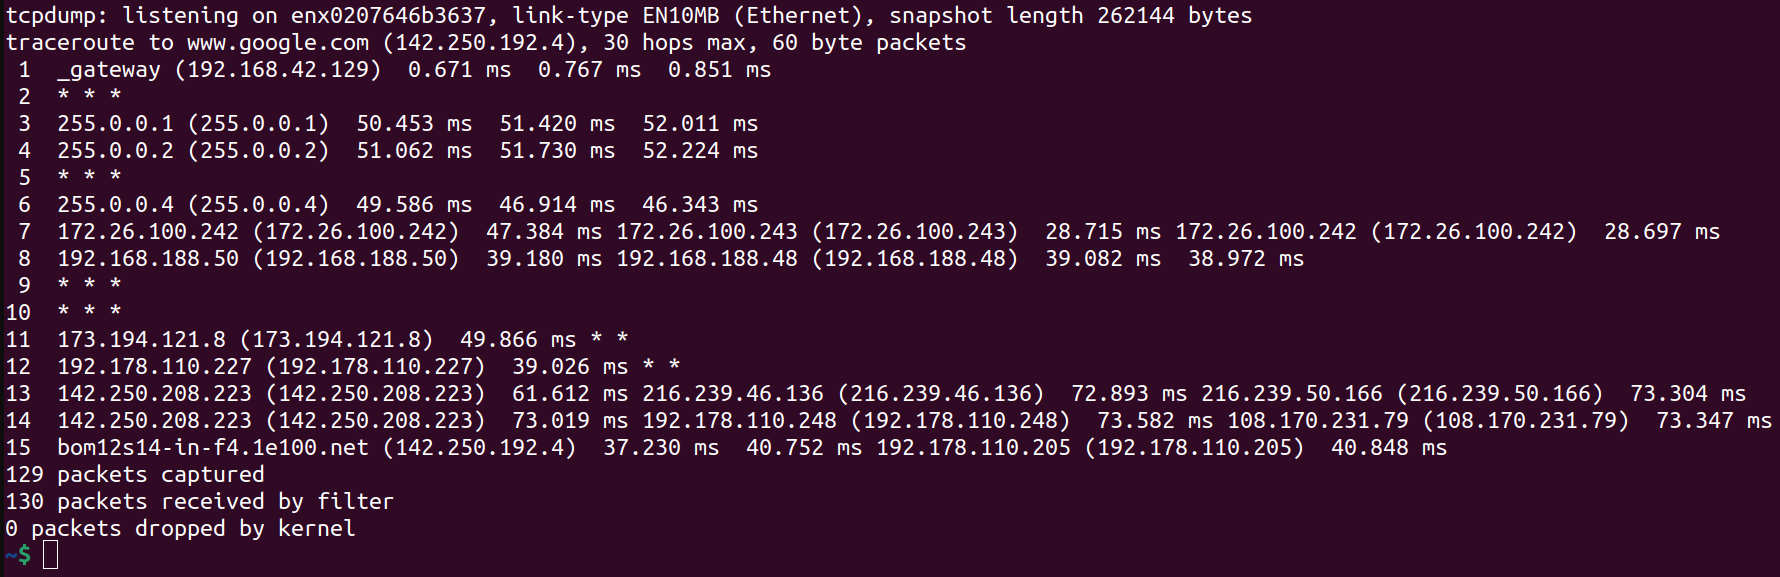 tcpdump: listening on enx0207646b3637, link-type EN10MB (Ethernet), snapshot length 262144 bytes
traceroute to www.google.com (142.250.192.4), 30 hops max, 60 byte packets
 1  _gateway (192.168.42.129)  0.671 ms  0.767 ms  0.851 ms
 2  * * *
 3  255.0.0.1 (255.0.0.1)  50.453 ms  51.420 ms  52.011 ms
 4  255.0.0.2 (255.0.0.2)  51.062 ms  51.730 ms  52.224 ms
 5  * * *
 6  255.0.0.4 (255.0.0.4)  49.586 ms  46.914 ms  46.343 ms
 7  172.26.100.242 (172.26.100.242)  47.384 ms 172.26.100.243 (172.26.100.243)  28.715 ms 172.26.100.242 (172.26.100.242)  28.697 ms
 8  192.168.188.50 (192.168.188.50)  39.180 ms 192.168.188.48 (192.168.188.48)  39.082 ms  38.972 ms
 9  * * *
10  * * *
11  173.194.121.8 (173.194.121.8)  49.866 ms * *
12  192.178.110.227 (192.178.110.227)  39.026 ms * *
13  142.250.208.223 (142.250.208.223)  61.612 ms 216.239.46.136 (216.239.46.136)  72.893 ms 216.239.50.166 (216.239.50.166)  73.304 ms
14  142.250.208.223 (142.250.208.223)  73.019 ms 192.178.110.248 (192.178.110.248)  73.582 ms 108.170.231.79 (108.170.231.79)  73.347 ms
15  bom12s14-in-f4.1e100.net (142.250.192.4)  37.230 ms  40.752 ms 192.178.110.205 (192.178.110.205)  40.848 ms
129 packets captured
130 packets received by filter
0 packets dropped by kernel
~$